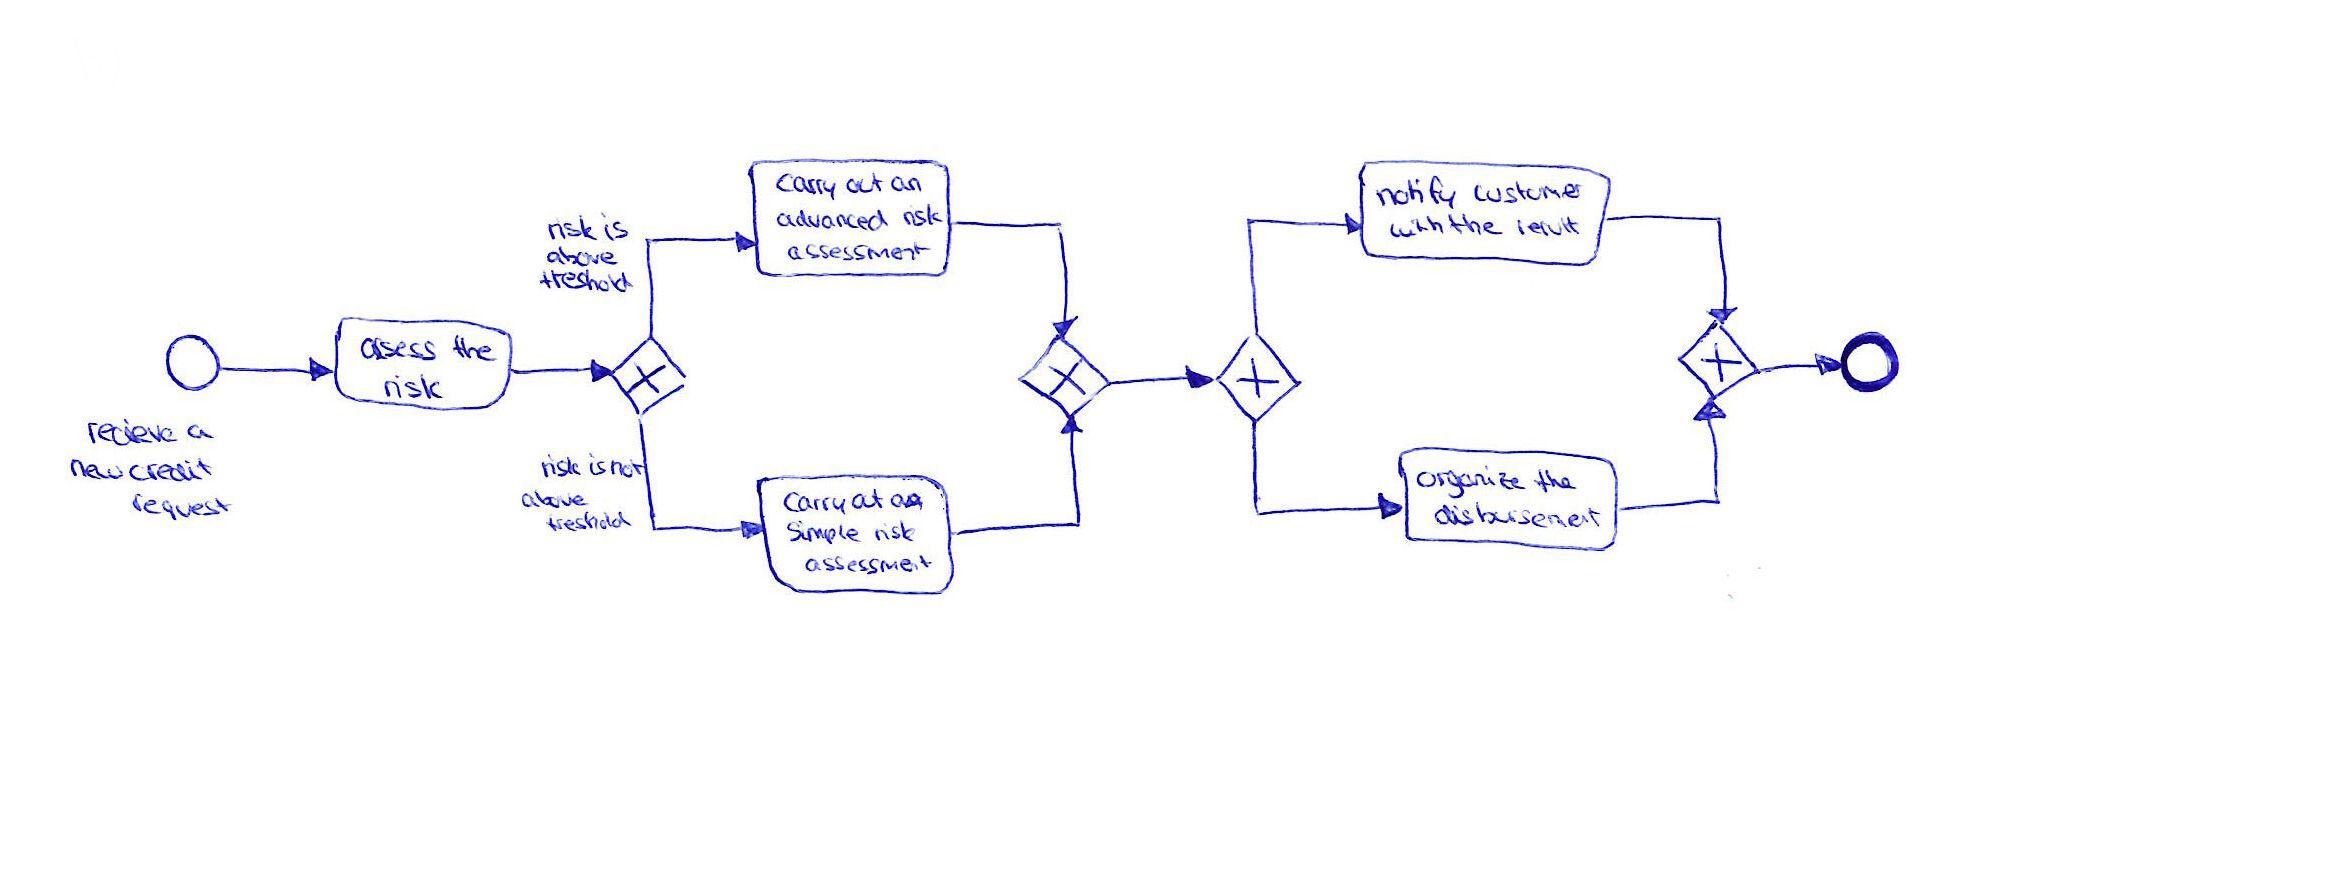 recieve a
new credit
request
assess the
risk
risk is
above
treshold
risk is not
above
treshold
Carry out an
advanced risk
assessment
Carry out an
Simple risk
assessment
notify customer
with the result
organize the
disbursement